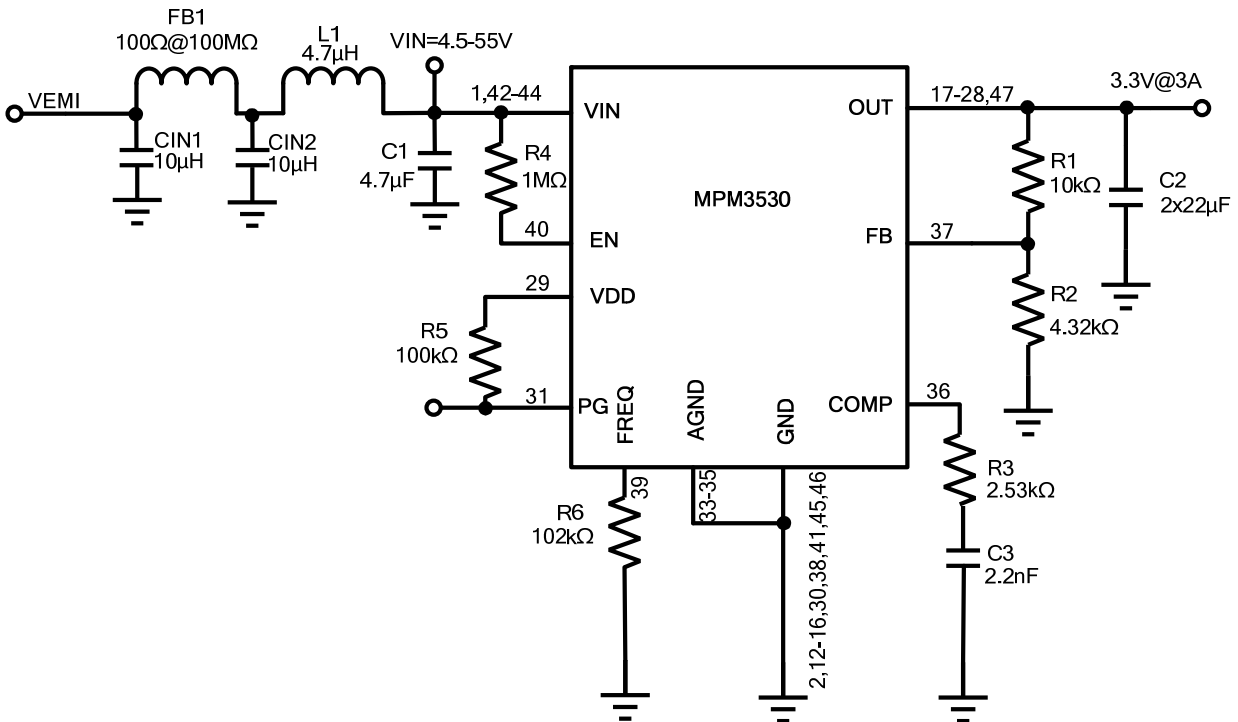 FB1
100Ω@100MΩ
L1
4.7µH
VIN=4.5-55V
VEMI
CIN1
10µH
CIN2
10µH
C1
4.7µF
R4
1MΩ
1,42-44
VIN
40
EN
29
VDD
R5
100kΩ
31
PG
FREQ
AGND
GND
MPM3530
OUT
17-28,47
3.3V@3A
R1
10kΩ
C2
2x22µF
FB
37
R2
4.32kΩ
COMP
36
R3
2.53kΩ
C3
2.2nF
39
R6
102kΩ
33-35
2,12-16,30,38,41,45,46